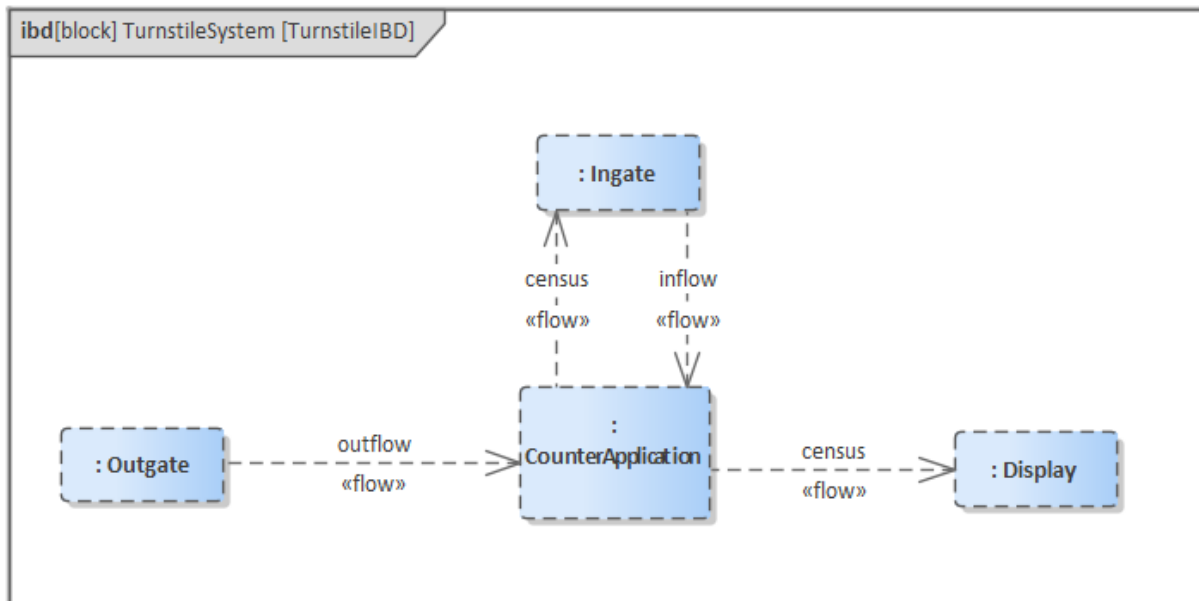 ibd[block] TurnstileSystem [TurnstileIBD]
: Ingate
census
«flow»
inflow
«flow»
: Outgate
outflow
«flow»
:
CounterApplication
census
«flow»
: Display